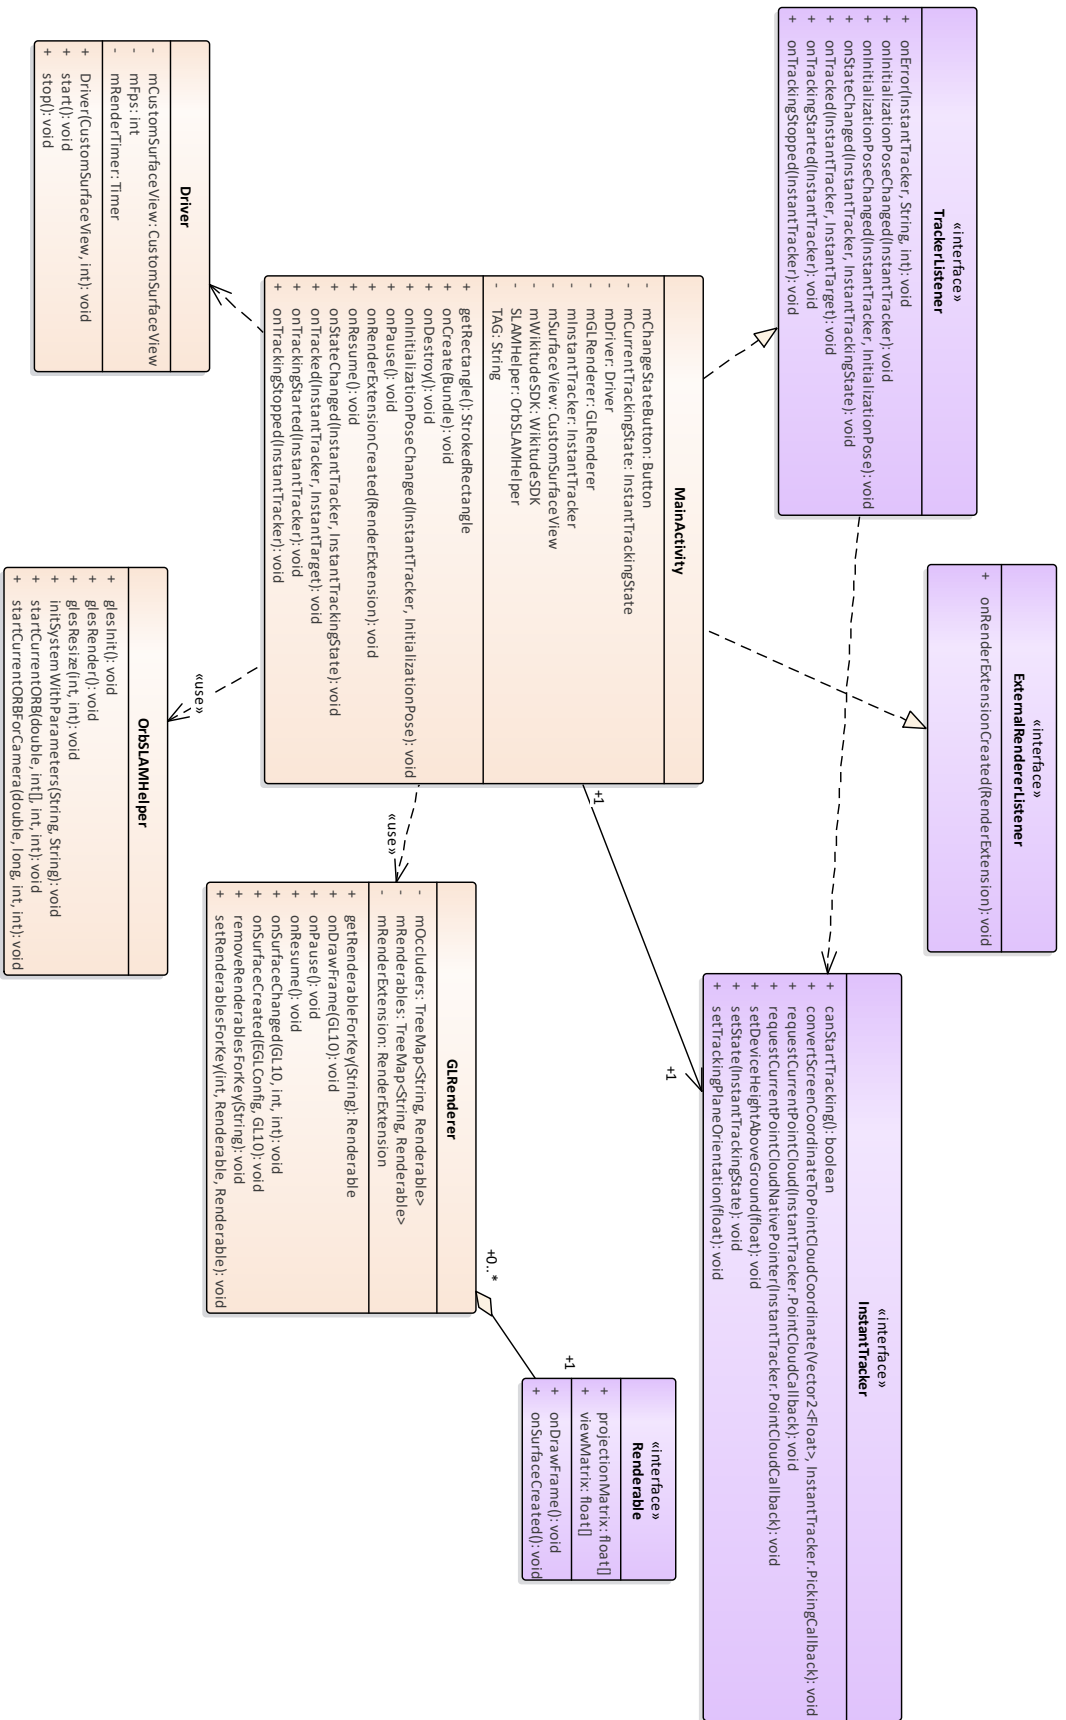 «interface»
TrackerListener
+ onError(InstantTracker, String, int): void
+ onInitializationPoseChanged(InstantTracker): void
+ onInitializationPoseChanged(InstantTracker, InitializationPose): void
+ onStateChanged(InstantTracker, InstantTrackingState): void
+ onTracked(InstantTracker, InstantTarget): void
+ onTrackingStarted(InstantTracker): void
+ onTrackingStopped(InstantTracker): void
«interface»
ExternalRendererListener
+ onRenderExtensionCreated(RenderExtension): void
«interface»
InstantTracker
+ canStartTracking(): boolean
+ convertScreenCoordinateToPointCloudCoordinate(Vector2<Float>, InstantTracker.PickingCallback): void
+ requestCurrentPointCloud(InstantTracker.PointCloudCallback): void
+ requestCurrentPointCloudNativePointer(InstantTracker.PointCloudCallback): void
+ setDeviceHeightAboveGround(float): void
+ setState(InstantTrackingState): void
+ setTrackingPlaneOrientation(float): void
MainActivity
- mChangeStateButton: Button
- mCurrentTrackingState: InstantTrackingState
- mDriver: Driver
- mGLRenderer: GLRenderer
- mInstantTracker: InstantTracker
- mSurfaceView: CustomSurfaceView
- mWikitudeSDK: WikitudeSDK
- SLAMHelper: OrbSLAMHelper
- TAG: String
+ getRectangle(): StrokedRectangle
+ onCreate(Bundle): void
+ onDestroy(): void
+ onInitializationPoseChanged(InstantTracker, InitializationPose): void
+ onPause(): void
+ onRenderExtensionCreated(RenderExtension): void
+ onResume(): void
+ onStateChanged(InstantTracker, InstantTrackingState): void
+ onTracked(InstantTracker, InstantTarget): void
+ onTrackingStarted(InstantTracker): void
+ onTrackingStopped(InstantTracker): void
+1
+1
«interface»
Renderable
+ projectionMatrix: float[]
+ viewMatrix: float[]
+ onDrawFrame(): void
+ onSurfaceCreated(): void
+1
+0..*
«use»
GLRenderer
- mOccluders: TreeMap<String, Renderable>
- mRenderables: TreeMap<String, Renderable>
- mRenderExtension: RenderExtension
+ getRenderableForKey(String): Renderable
+ onDrawFrame(GL10): void
+ onPause(): void
+ onResume(): void
+ onSurfaceChanged(GL10, int, int): void
+ onSurfaceCreated(EGLConfig, GL10): void
+ removeRenderablesForKey(String): void
+ setRenderablesForKey(int, Renderable, Renderable): void
Driver
- mCustomSurfaceView: CustomSurfaceView
- mFps: int
- mRenderTimer: Timer
+ Driver(CustomSurfaceView, int): void
+ start(): void
+ stop(): void
«use»
OrbSLAMHelper
+ glesInit(): void
+ glesRender(): void
+ glesResize(int, int): void
+ initSystemWithParameters(String, String): void
+ startCurrentORB(double, int[], int, int): void
+ startCurrentORBForCamera(double, long, int, int): void